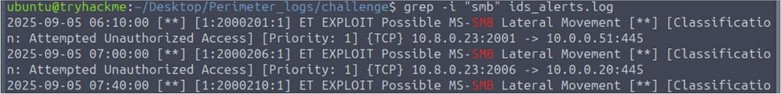 ubuntu@tryhackme:~/Desktop/Perimeter_logs/challenge$ grep -i "smb" ids_alerts.log
2025-09-05 06:10:00 [**] [1:2000201:1] ET EXPLOIT Possible MS-SMB Lateral Movement [**] [Classificatio
n: Attempted Unauthorized Access] [Priority: 1] {TCP} 10.8.0.23:2001 -> 10.0.0.51:445
2025-09-05 07:00:00 [**] [1:2000206:1] ET EXPLOIT Possible MS-SMB Lateral Movement [**] [Classificatio
n: Attempted Unauthorized Access] [Priority: 1] {TCP} 10.8.0.23:2006 -> 10.0.0.20:445
2025-09-05 07:40:00 [**] [1:2000210:1] ET EXPLOIT Possible MS-SMB Lateral Movement [**] [Classificatio